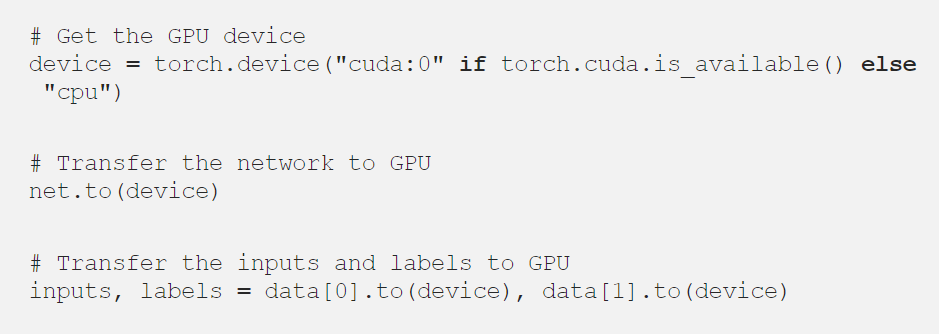 # Get the GPU device
device = torch.device("cuda:0" if torch.cuda.is_available() else
"cpu")
# Transfer the network to GPU
net.to(device)
# Transfer the inputs and labels to GPU
inputs, labels = data[0].to(device), data[1].to(device)